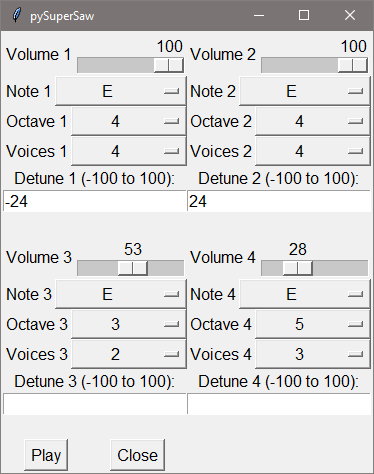 pySuperSaw
Volume 1 100 Volume 2 100
Note 1 E Note 2 E
Octave 1 4 Octave 2 4
Voices 1 4 Voices 2 4
Detune 1 (-100 to 100): Detune 2 (-100 to 100):
-24 24
Volume 3 53 Volume 4 28
Note 3 E Note 4 E
Octave 3 3 Octave 4 5
Voices 3 2 Voices 4 3
Detune 3 (-100 to 100): Detune 4 (-100 to 100):
Play Close